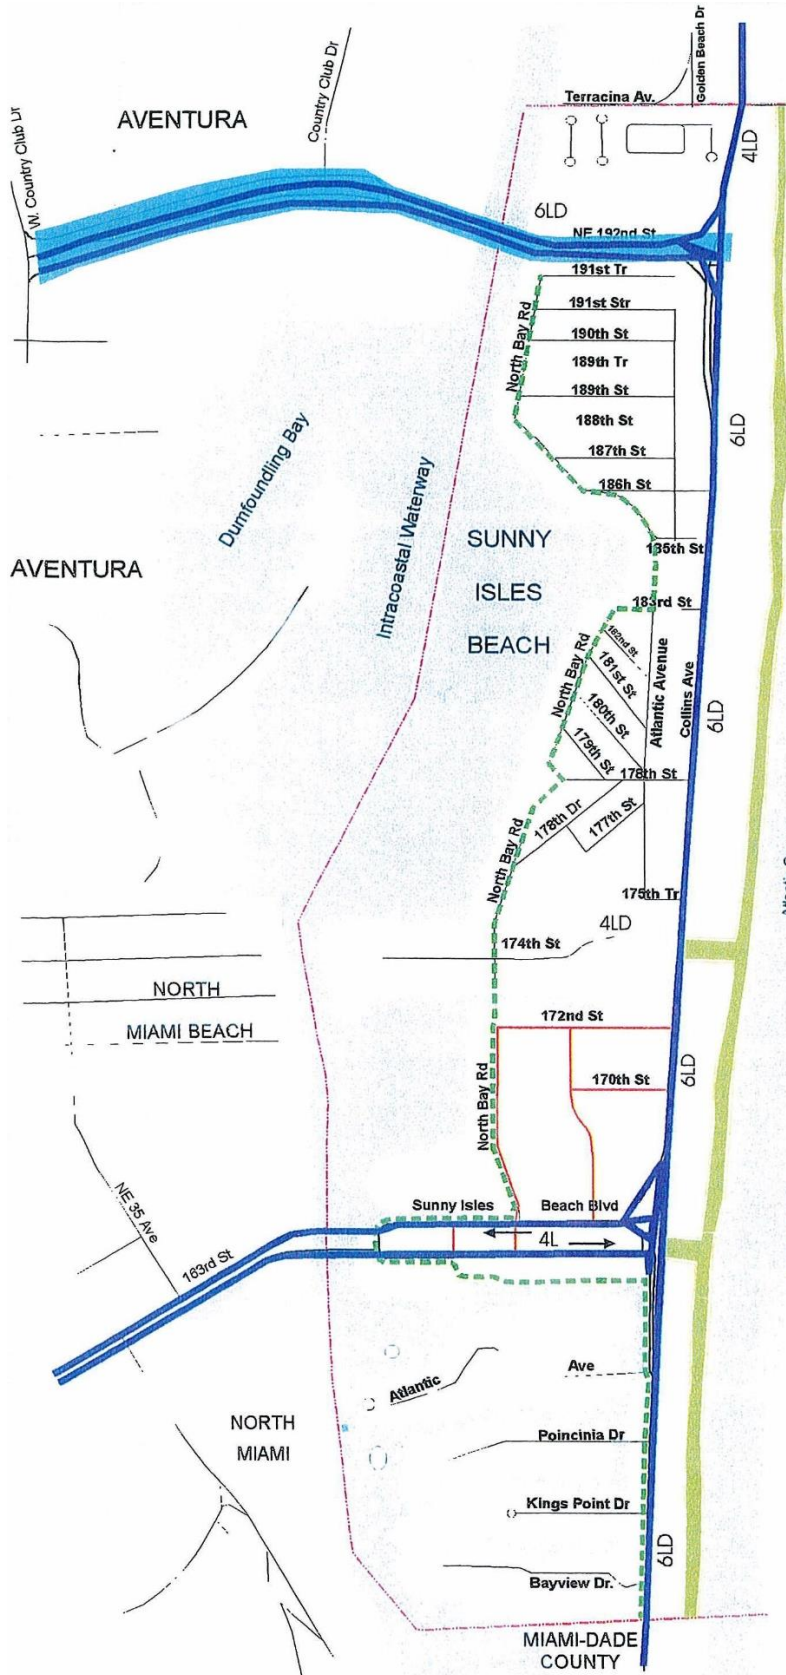 Golden Beach Dr
Terracina Av.
Country Club Dr
AVENTURA
W. Country Club Dr
4LD
6LD
NE 192nd St
191st Tr
191st Str
North Bay Rd
190th St
189th Tr
189th St
188th St
6LD
187th St
186h St
Dumfoundling Bay
Intracoastal Waterway
SUNNY
ISLES
BEACH
185th St
AVENTURA
183rd St
182nd St
181st St
North Bay Rd
180th St
179th St
Atlantic Avenue
Collins Ave
6LD
178th St
178th Dr
177th St
North Bay Rd
175th Tr
4LD
174th St
NORTH
MIAMI BEACH
172nd St
170th St
6LD
North Bay Rd
NE 35 Ave
Sunny Isles
Beach Blvd
4L
163rd St
Ave
Atlantic
NORTH
MIAMI
Poincinia Dr
Kings Point Dr
6LD
Bayview Dr.
MIAMI-DADE
COUNTY